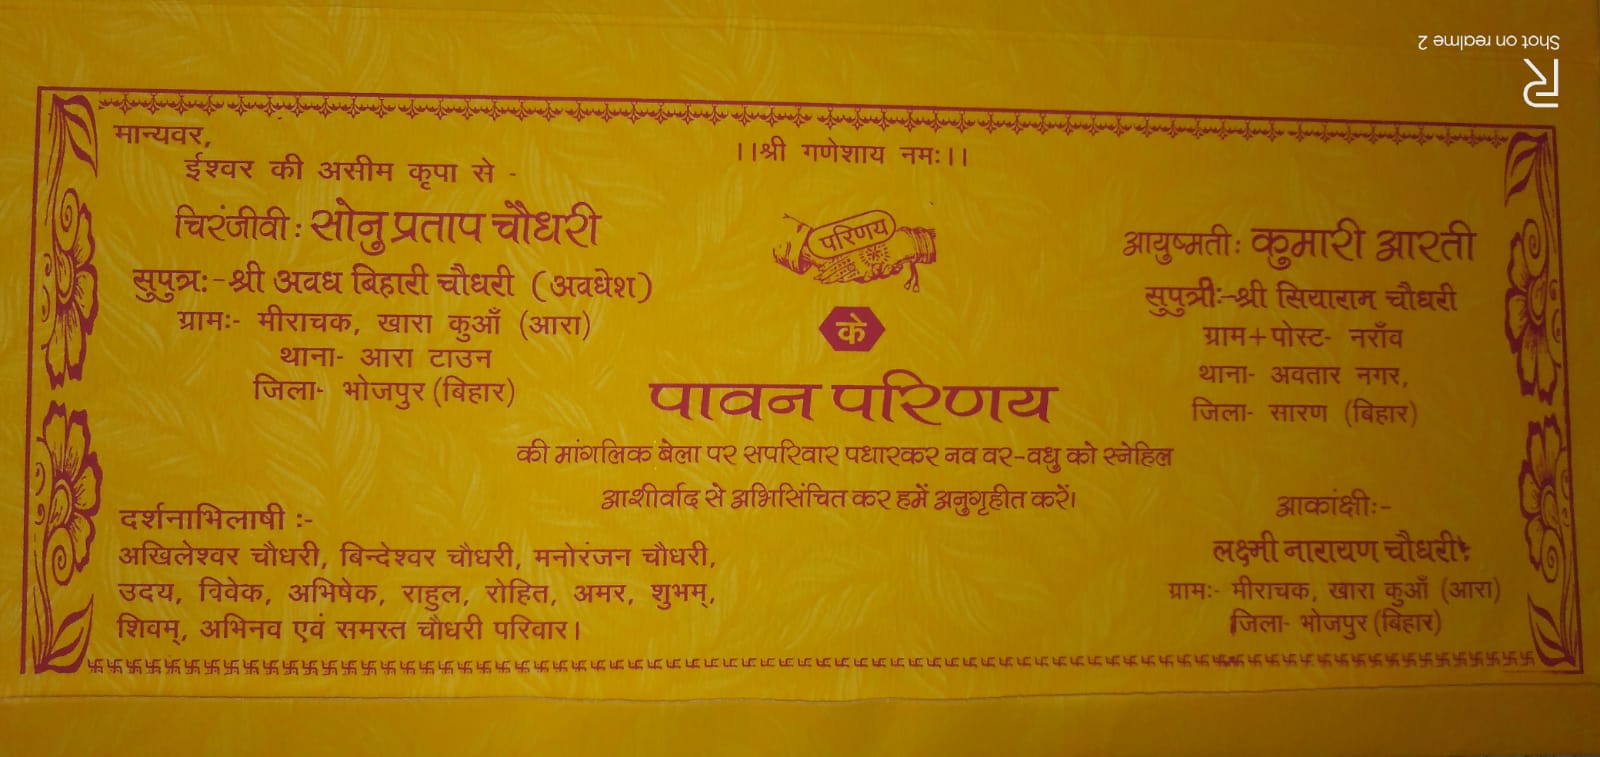 मान्यवर,
ईश्वर की असीम कृपा से -
।।श्री गणेशाय नमः।।
चिरंजीवी: सोनु प्रताप चौधरी
सुपुत्र:-श्री अवध बिहारी चौधरी (अवधेश)
ग्रामः- मीराचक, खारा कुआँ (आरा)
थाना- आरा टाउन
जिला- भोजपुर (बिहार)
परिणय
के
आयुष्मती: कुमारी आरती
सुपुत्री:-श्री सियाराम चौधरी
ग्राम+पोस्ट- नराँव
थाना- अवतार नगर,
जिला- सारण (बिहार)
पावन परिणय
की मांगलिक बेला पर सपरिवार पधारकर नव वर-वधु को स्नेहिल
आशीर्वाद से अभिसिंचित कर हमें अनुगृहीत करें।
दर्शनाभिलाषी :-
अखिलेश्वर चौधरी, बिन्देश्वर चौधरी, मनोरंजन चौधरी,
उदय, विवेक, अभिषेक, राहुल, रोहित, अमर, शुभम्,
शिवम्, अभिनव एवं समस्त चौधरी परिवार।
आकांक्षी:-
लक्ष्मी नारायण चौधरी:
ग्रामः- मीराचक, खारा कुआँ (आरा)
जिला- भोजपुर (बिहार)
Shot on realme 2